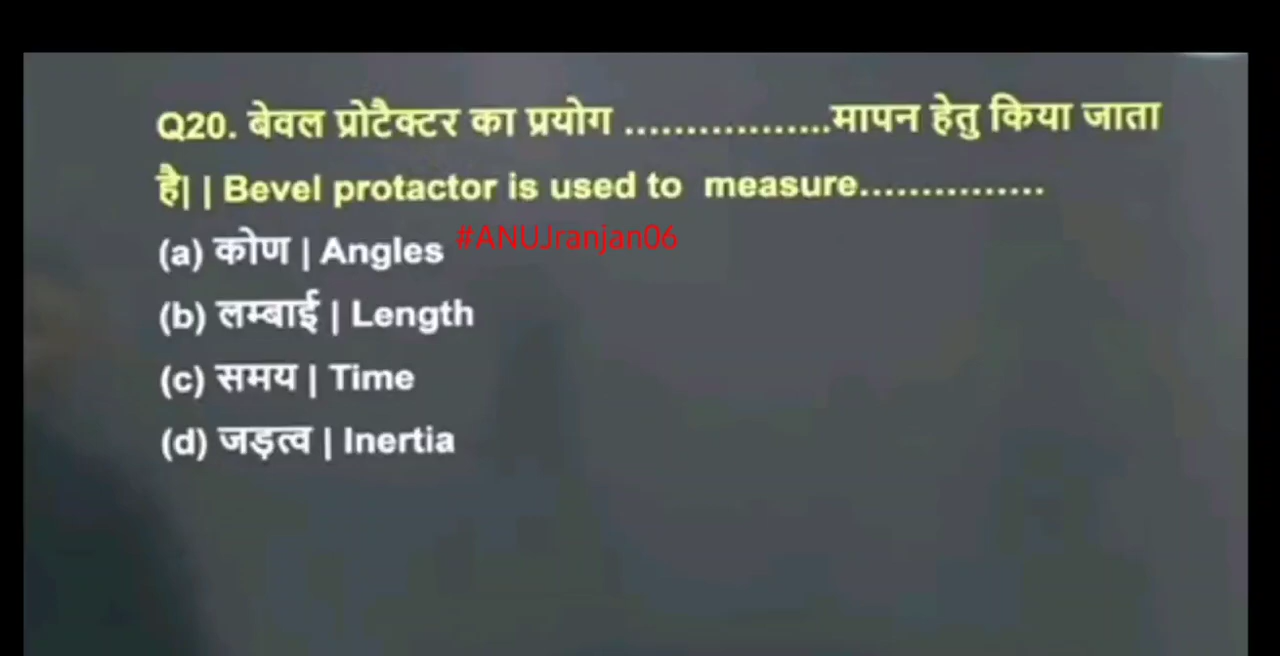 Q20. बेवल प्रोटैक्टर का प्रयोग .................मापन हेतु किया जाता
है| | Bevel protactor is used to measure...............
(a) कोण | Angles #ANUJranjan06
(b) लम्बाई | Length
(c) समय | Time
(d) जड़त्व | Inertia